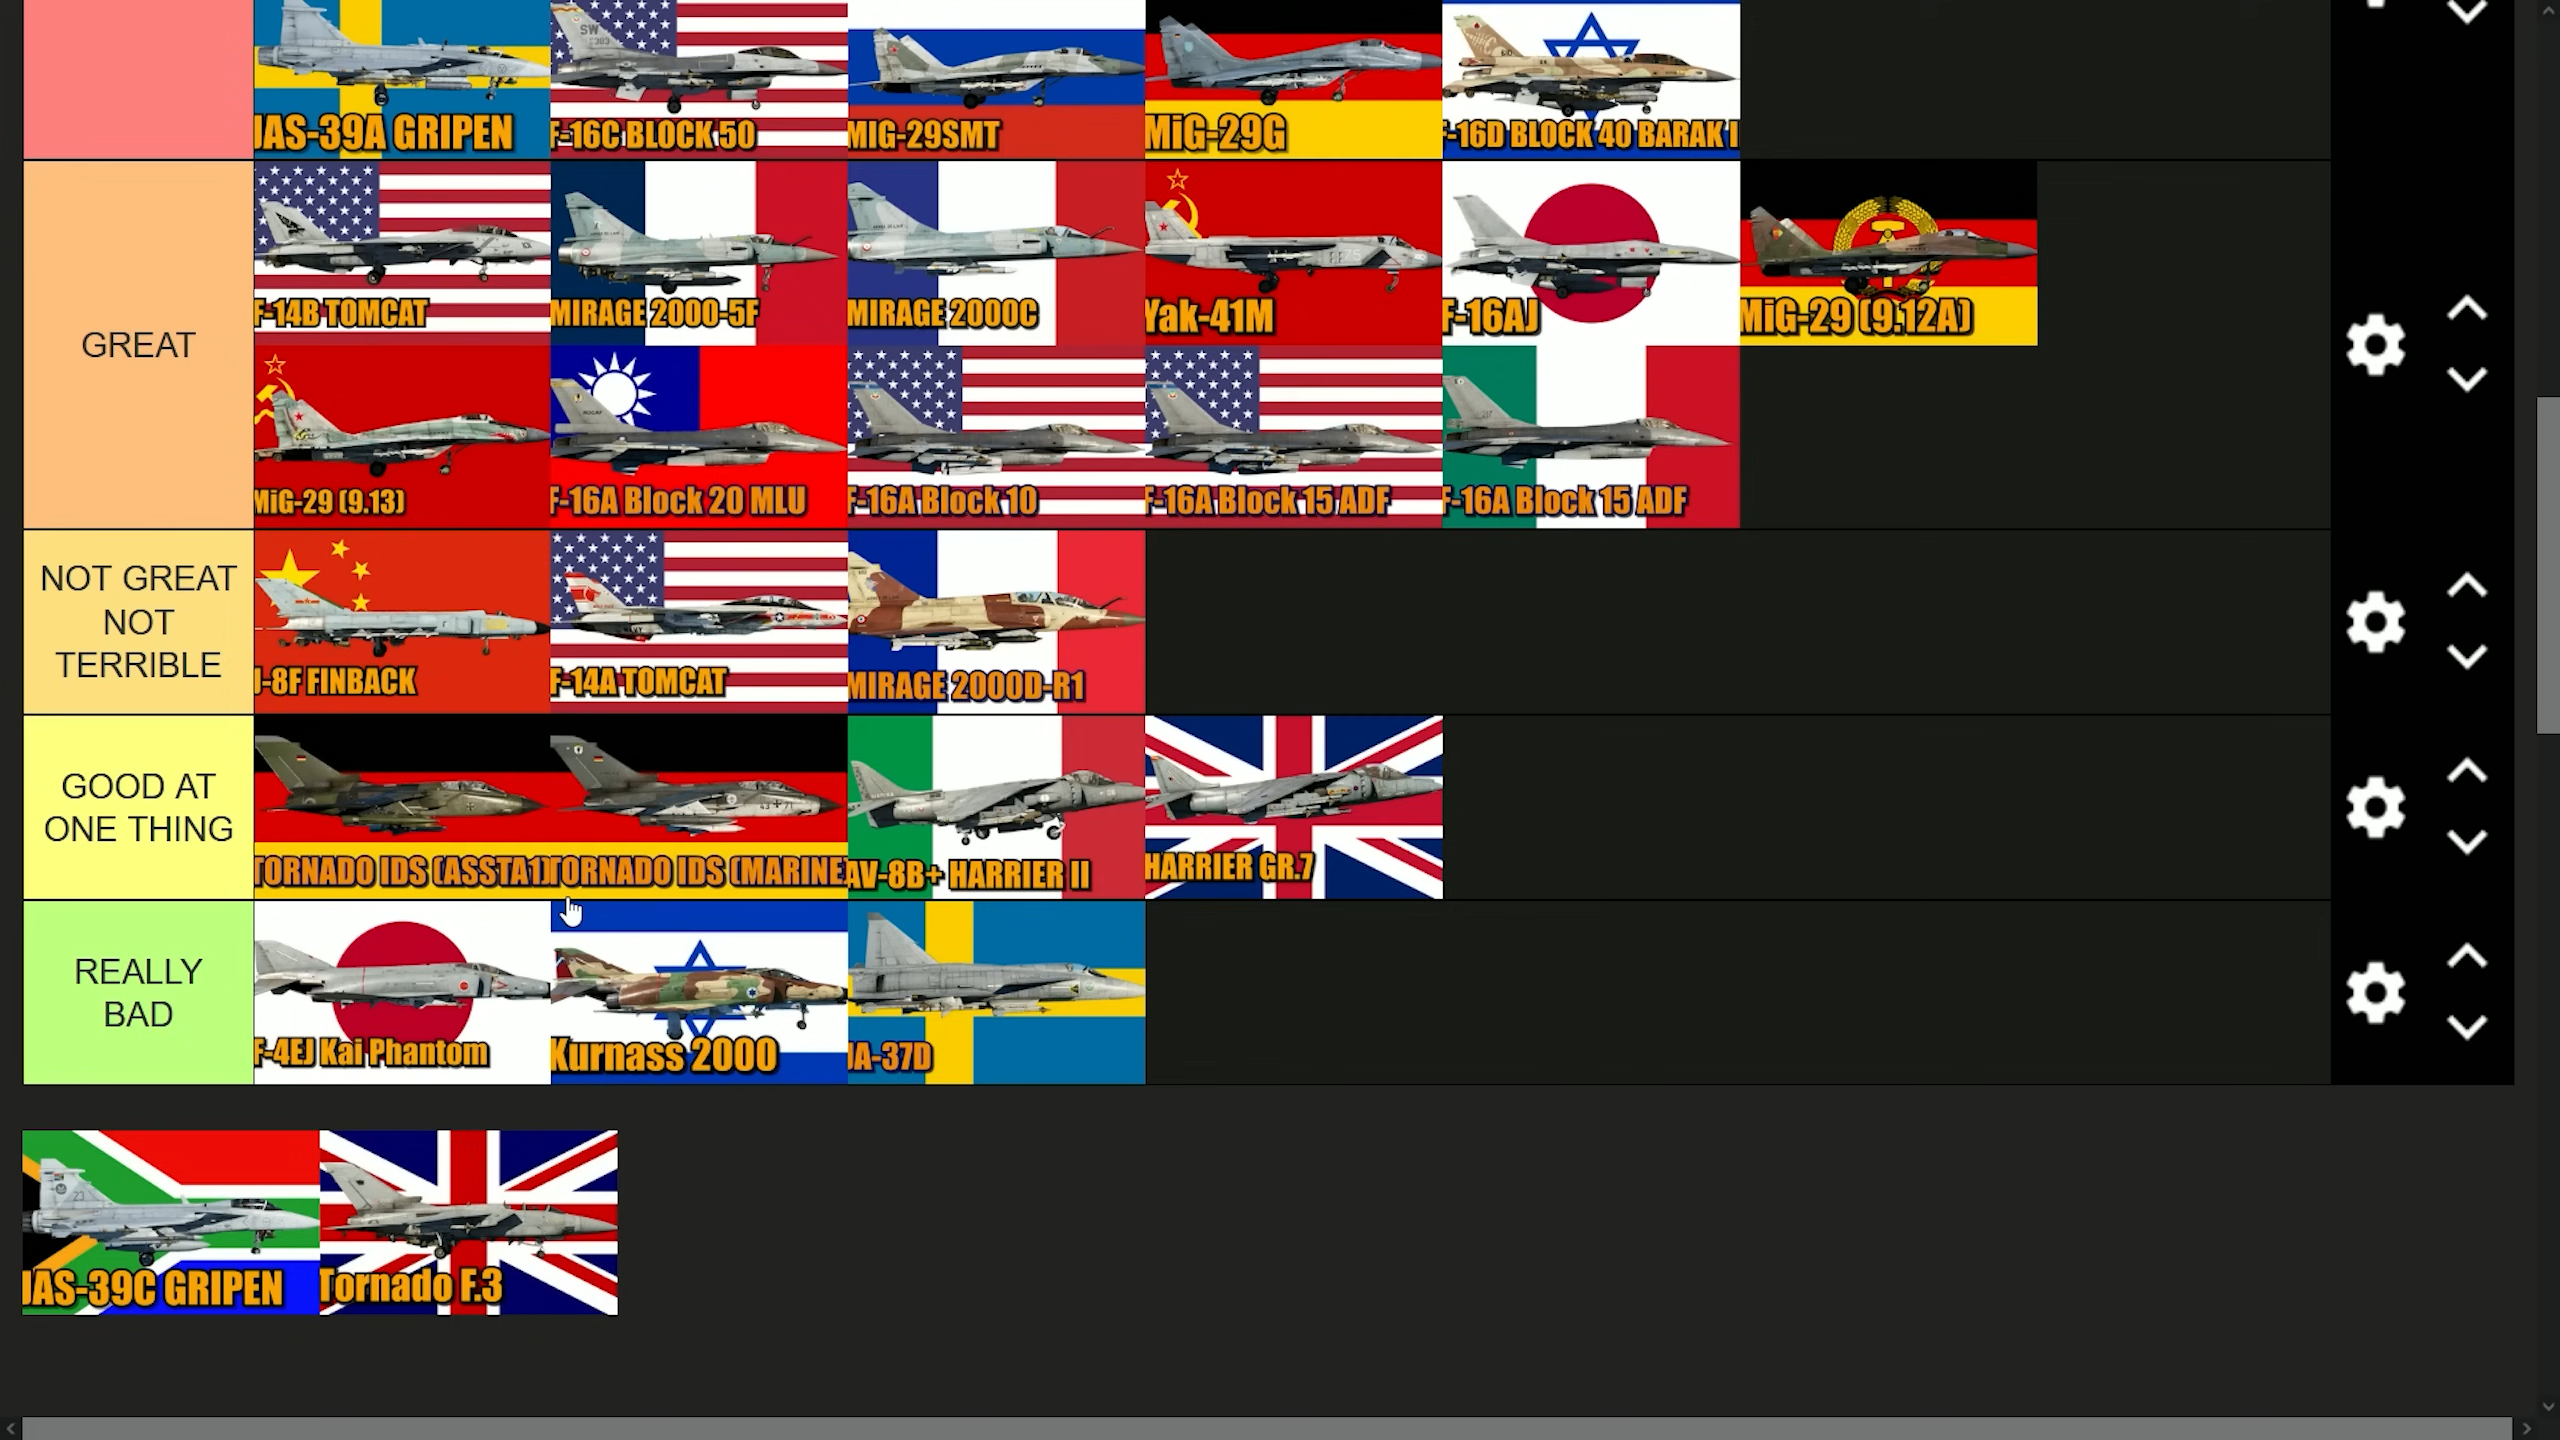 JAS-39A GRIPEN
F-16C BLOCK 50
MIG-29SMT
MiG-29G
F-16D BLOCK 40 BARAK I
GREAT
F-14B TOMCAT
MIRAGE 2000-5F
MIRAGE 2000C
Yak-41M
F-16AJ
MiG-29 (9.12A)
MiG-29 (9.13)
F-16A Block 20 MLU
F-16A Block 10
F-16A Block 15 ADF
F-16A Block 15 ADF
NOT GREAT
NOT
TERRIBLE
J-8F FINBACK
F-14A TOMCAT
MIRAGE 2000D-R1
GOOD AT
ONE THING
TORNADO IDS (ASSTA1)
TORNADO IDS (MARINE
AV-8B+ HARRIER II
HARRIER GR.7
REALLY
BAD
F-4EJ Kai Phantom
Kurnass 2000
JA-37D
JAS-39C GRIPEN
Tornado F.3